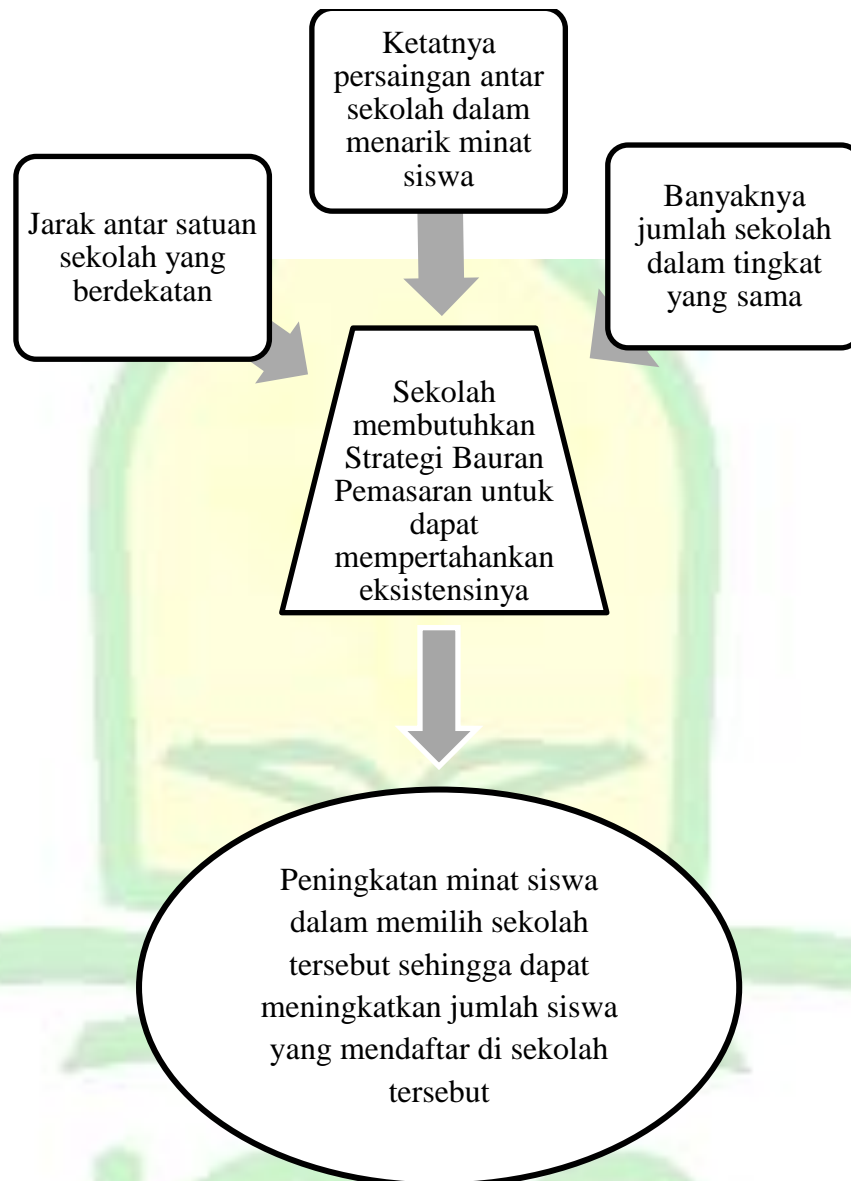 Ketatnya
persaingan antar
sekolah dalam
menarik minat
siswa
Jarak antar satuan
sekolah yang
berdekatan
Banyaknya
jumlah sekolah
dalam tingkat
yang sama
Sekolah
membutuhkan
Strategi Bauran
Pemasaran untuk
dapat
mempertahankan
eksistensinya
Peningkatan minat siswa
dalam memilih sekolah
tersebut sehingga dapat
meningkatkan jumlah siswa
yang mendaftar di sekolah
tersebut